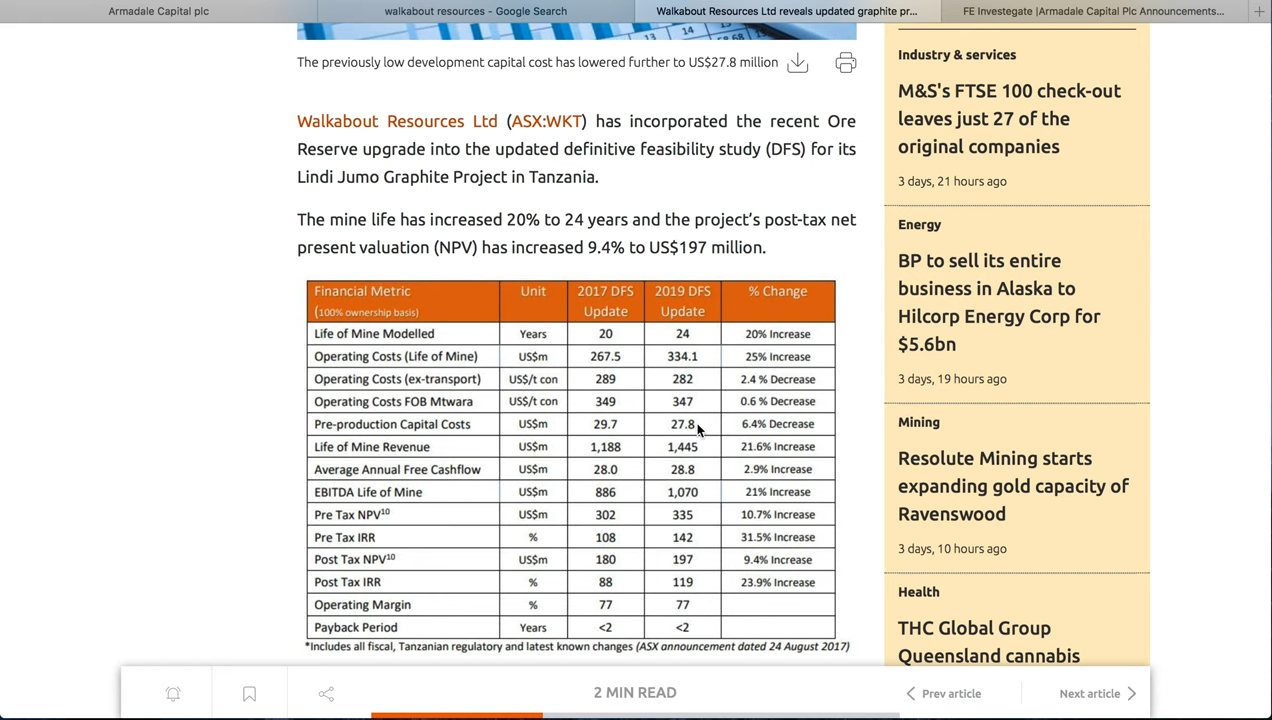 Armadale Capital plc
walkabout resources - Google Search
Walkabout Resources Ltd reveals updated graphite pr...
FE Investegate |Armadale Capital Plc Announcements...
The previously low development capital cost has lowered further to US$27.8 million
Walkabout Resources Ltd (ASX:WKT) has incorporated the recent Ore
Reserve upgrade into the updated definitive feasibility study (DFS) for its
Lindi Jumo Graphite Project in Tanzania.
The mine life has increased 20% to 24 years and the project's post-tax net
present valuation (NPV) has increased 9.4% to US$197 million.
Financial Metric (100% ownership basis) Unit 2017 DFS Update 2019 DFS Update % Change
Life of Mine Modelled Years 20 24 20% Increase
Operating Costs (Life of Mine) US$m 267.5 334.1 25% Increase
Operating Costs (ex-transport) US$/t con 289 282 2.4 % Decrease
Operating Costs FOB Mtwara US$/t con 349 347 0.6 % Decrease
Pre-production Capital Costs US$m 29.7 27.8 6.4% Decrease
Life of Mine Revenue US$m 1,188 1,445 21.6% Increase
Average Annual Free Cashflow US$m 28.0 28.8 2.9% Increase
EBITDA Life of Mine US$m 886 1,070 21% Increase
Pre Tax NPV¹⁰ US$m 302 335 10.7% Increase
Pre Tax IRR % 108 142 31.5% Increase
Post Tax NPV¹⁰ US$m 180 197 9.4% Increase
Post Tax IRR % 88 119 23.9% Increase
Operating Margin % 77 77
Payback Period Years <2 <2
*Includes all fiscal, Tanzanian regulatory and latest known changes (ASX announcement dated 24 August 2017)
Industry & services
M&S's FTSE 100 check-out
leaves just 27 of the
original companies
3 days, 21 hours ago
Energy
BP to sell its entire
business in Alaska to
Hilcorp Energy Corp for
$5.6bn
3 days, 19 hours ago
Mining
Resolute Mining starts
expanding gold capacity of
Ravenswood
3 days, 10 hours ago
Health
THC Global Group
Queensland cannabis
2 MIN READ
Prev article
Next article